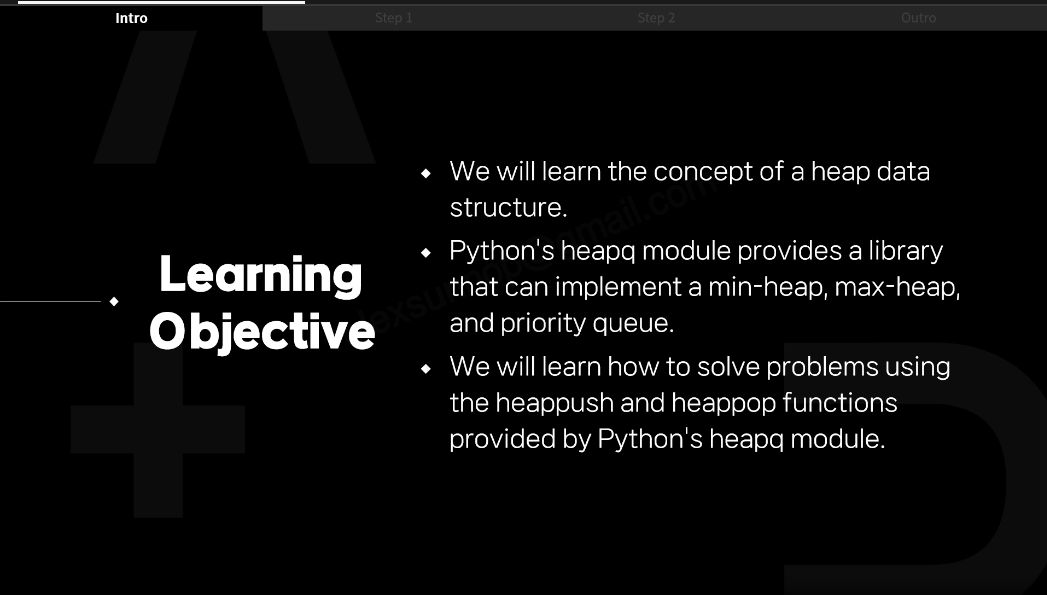 Intro
Step 1
Step 2
Outro
Learning
Objective
We will learn the concept of a heap data
structure.
Python's heapq module provides a library
that can implement a min-heap, max-heap,
and priority queue.
We will learn how to solve problems using
the heappush and heappop functions
provided by Python's heapq module.